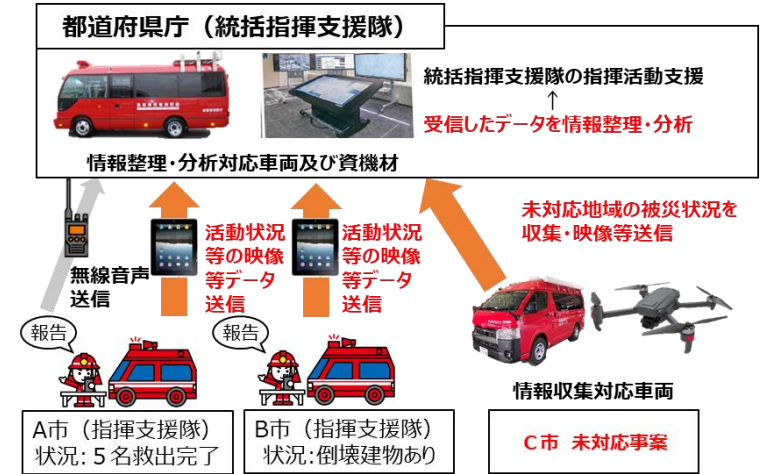 都道府県庁（統括指揮支援隊）
統括指揮支援隊の指揮活動支援
↑
受信したデータを情報整理・分析
情報整理・分析対応車両及び資機材
無線音声
送信
活動状況
等の映像
等データ
送信
活動状況
等の映像
等データ
送信
未対応地域の被災状況を
収集・映像等送信
報告
報告
情報収集対応車両
A市（指揮支援隊）
状況：５名救出完了
B市（指揮支援隊）
状況：倒壊建物あり
C市 未対応事案